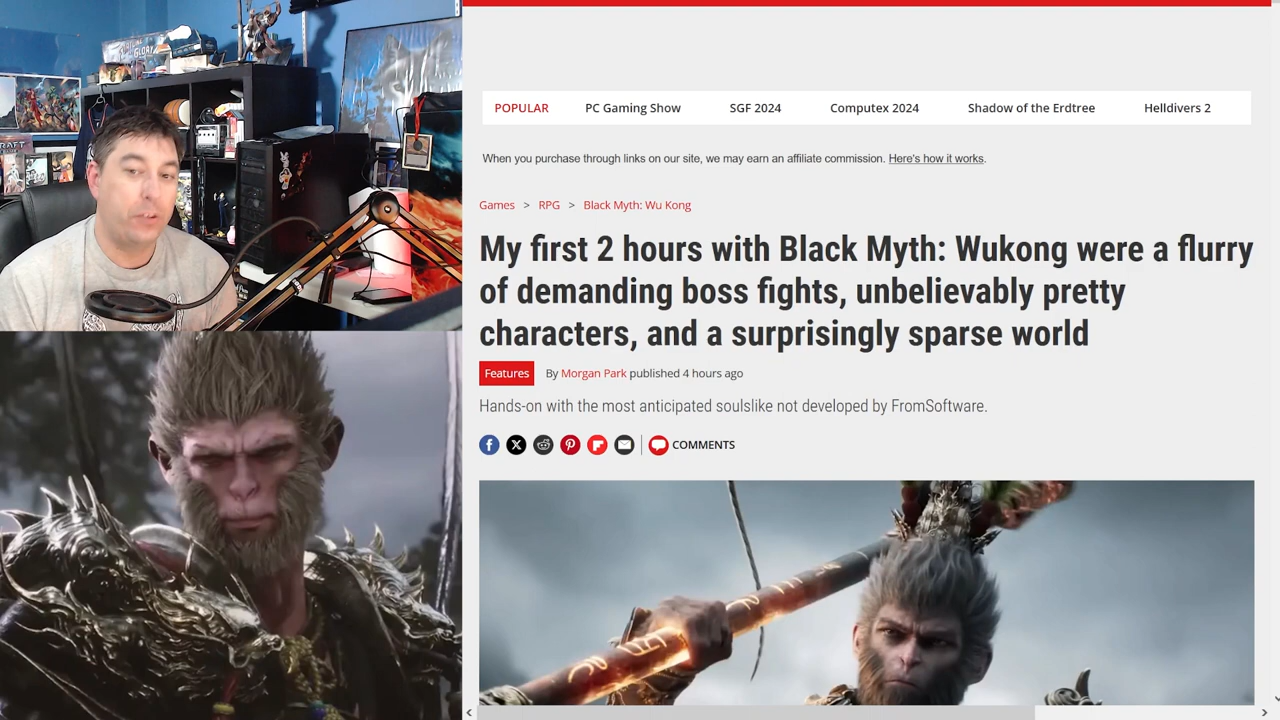 GLORY
RAFT
POPULAR
PC Gaming Show
SGF 2024
Computex 2024
Shadow of the Erdtree
Helldivers 2
When you purchase through links on our site, we may earn an affiliate commission. Here's how it works.
Games > RPG > Black Myth: Wu Kong
My first 2 hours with Black Myth: Wukong were a flurry
of demanding boss fights, unbelievably pretty
characters, and a surprisingly sparse world
Features By Morgan Park published 4 hours ago
Hands-on with the most anticipated soulslike not developed by FromSoftware.
COMMENTS